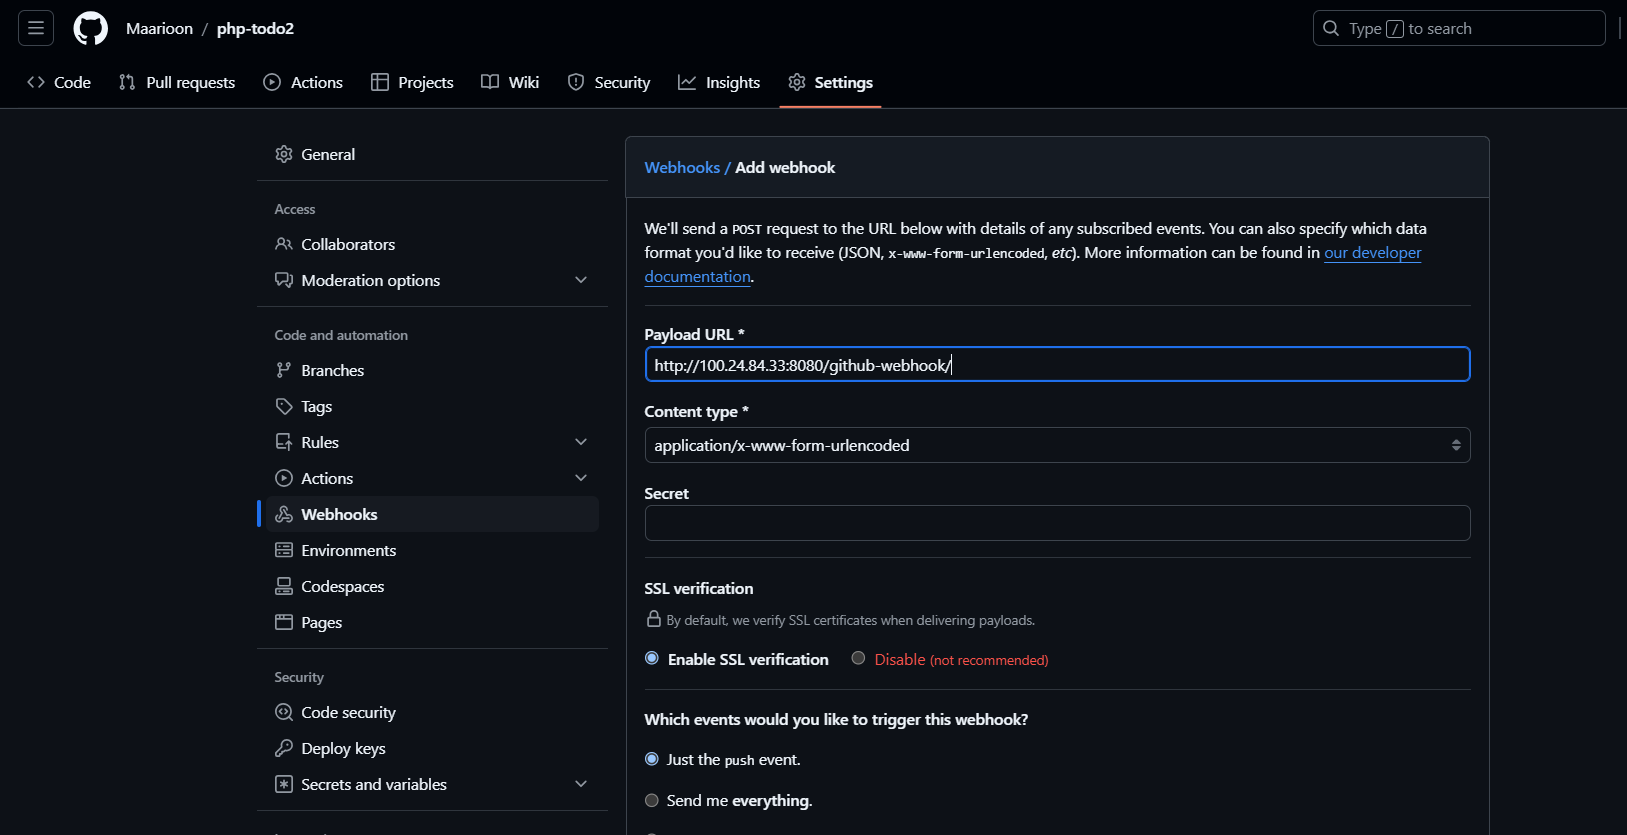 Maarioon / php-todo2
Type / to search
Code Pull requests Actions Projects Wiki Security Insights Settings
General
Access
Collaborators
Moderation options
Code and automation
Branches
Tags
Rules
Actions
Webhooks
Environments
Codespaces
Pages
Security
Code security
Deploy keys
Secrets and variables
Webhooks / Add webhook
We'll send a POST request to the URL below with details of any subscribed events. You can also specify which data
format you'd like to receive (JSON, x-www-form-urlencoded, etc). More information can be found in our developer
documentation.
Payload URL *
http://100.24.84.33:8080/github-webhook/
Content type *
application/x-www-form-urlencoded
Secret
SSL verification
By default, we verify SSL certificates when delivering payloads.
Enable SSL verification Disable (not recommended)
Which events would you like to trigger this webhook?
Just the push event.
Send me everything.